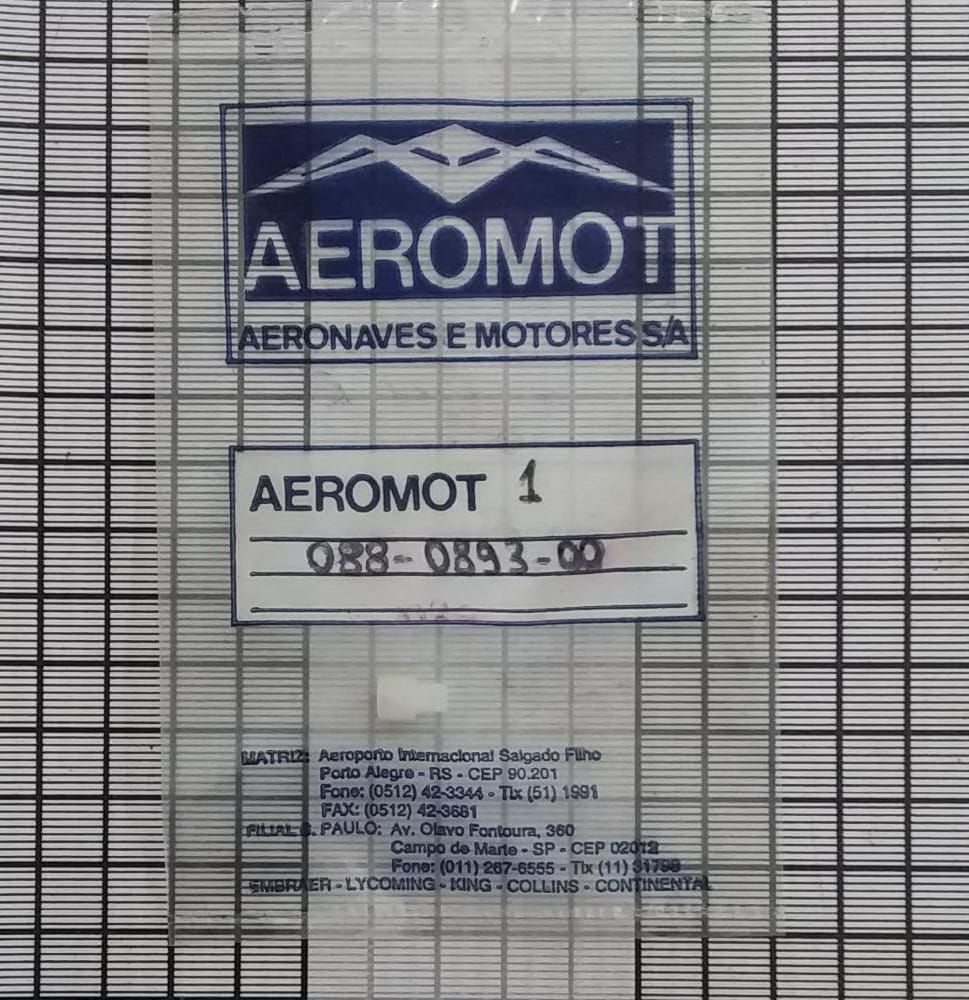 AEROMOT
AERONAVES E MOTORES S/A
AEROMOT 1
088-0893-00
MATRIZ: Aeroporto Internacional Salgado Filho
Porto Alegre - RS - CEP 90.201
Fone: (0512) 42-3344 - Tlx (51) 1991
FAX: (0512) 42-3681
FILIAL S. PAULO: Av. Olavo Fontoura, 360
Campo de Marte - SP - CEP 02012
Fone: (011) 267-6555 - Tlx (11)
EMBRAER - LYCOMING - KING - COLLINS - CONTINENTAL